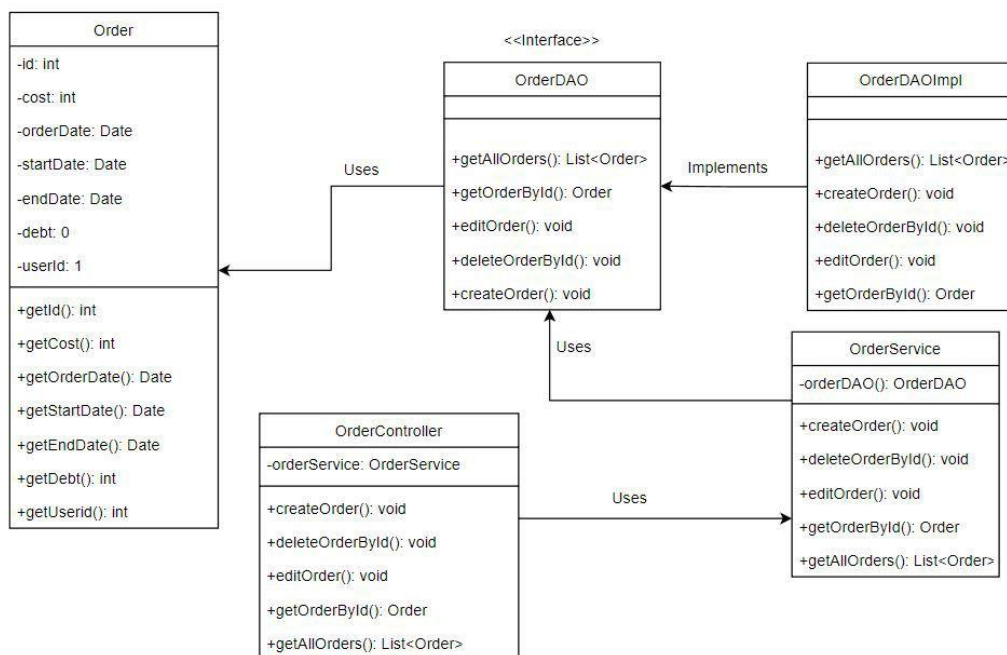 Order
-id: int
-cost: int
-orderDate: Date
-startDate: Date
-endDate: Date
-debt: 0
-userId: 1
+getId(): int
+getCost(): int
+getOrderDate(): Date
+getStartDate(): Date
+getEndDate(): Date
+getDebt(): int
+getUserid(): int
Uses
<<Interface>>
OrderDAO
+getAllOrders(): List<Order>
+getOrderById(): Order
+editOrder(): void
+deleteOrderById(): void
+createOrder(): void
Implements
OrderDAOImpl
+getAllOrders(): List<Order>
+createOrder(): void
+deleteOrderById(): void
+editOrder(): void
+getOrderById(): Order
Uses
OrderService
-orderDAO(): OrderDAO
+createOrder(): void
+deleteOrderById(): void
+editOrder(): void
+getOrderById(): Order
+getAllOrders(): List<Order>
OrderController
-orderService: OrderService
+createOrder(): void
+deleteOrderById(): void
+editOrder(): void
+getOrderById(): Order
+getAllOrders(): List<Order>
Uses